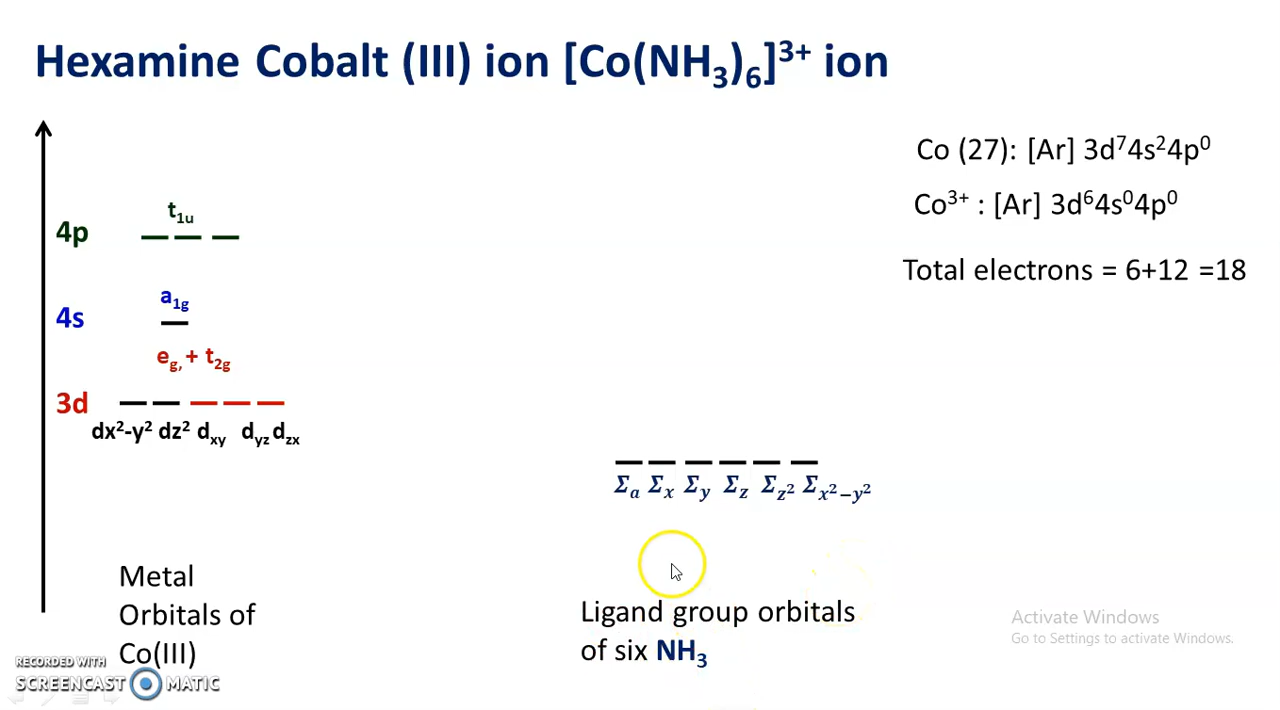 Hexamine Cobalt (III) ion [Co(NH₃)₆]³⁺ ion
Co (27): [Ar] 3d⁷4s²4p⁰
Co³⁺ : [Ar] 3d⁶4s⁰4p⁰
Total electrons = 6+12 =18
t₁ᵤ
4p
a₁g
4s
eg, + t₂g
3d
dx²-y² dz² dxy dyz dzx
Σa Σx Σy Σz Σz² Σx²−y²
Metal
Orbitals of
Co(III)
Ligand group orbitals
of six NH₃
Activate Windows
Go to Settings to activate Windows.
RECORDED WITH
SCREENCAST MATIC